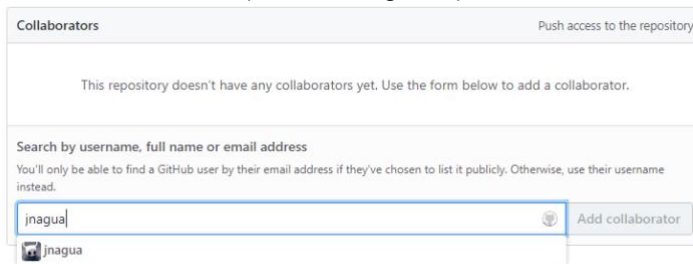 Collaborators Push access to the repository
This repository doesn't have any collaborators yet. Use the form below to add a collaborator.
Search by username, full name or email address
You'll only be able to find a GitHub user by their email address if they've chosen to list it publicly. Otherwise, use their username
instead.
jnagua Add collaborator
jnagua